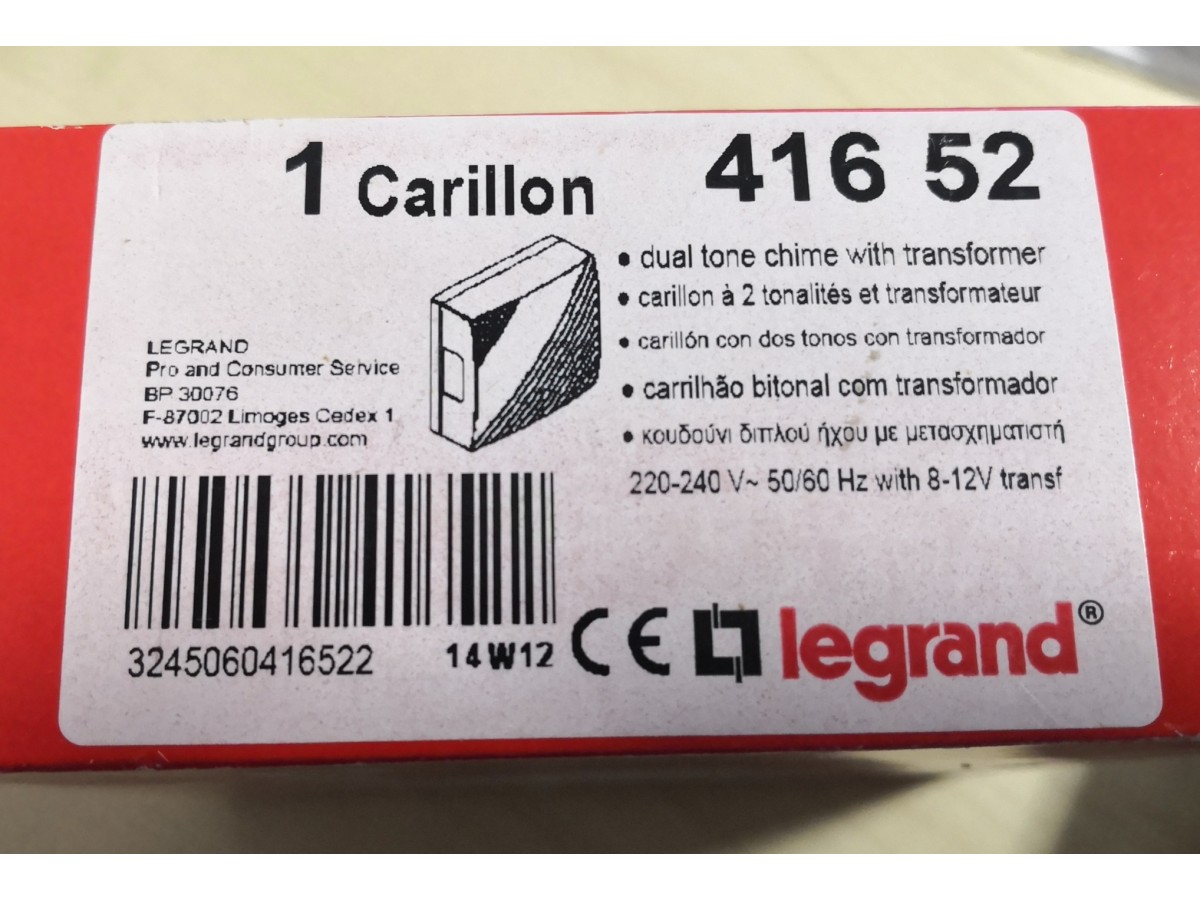 1 Carillon
416 52
• dual tone chime with transformer
• carillon à 2 tonalités et transformateur
• carillón con dos tonos con transformador
• carrilhão bitonal com transformador
• κουδούνι διπλού ήχου με μετασχηματιστή
220-240 V~ 50/60 Hz with 8-12V transf
LEGRAND
Pro and Consumer Service
BP 30076
F-87002 Limoges Cedex 1
www.legrandgroup.com
3245060416522
14W12
CE
legrand®